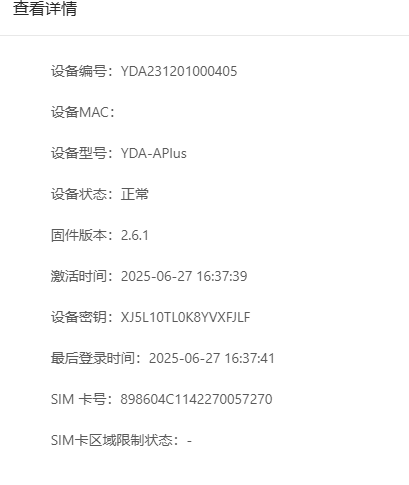 查看详情
设备编号：YDA231201000405
设备MAC：
设备型号：YDA-APlus
设备状态：正常
固件版本：2.6.1
激活时间：2025-06-27 16:37:39
设备密钥：XJ5L10TL0K8YVXFJLF
最后登录时间：2025-06-27 16:37:41
SIM 卡号：898604C1142270057270
SIM卡区域限制状态：-